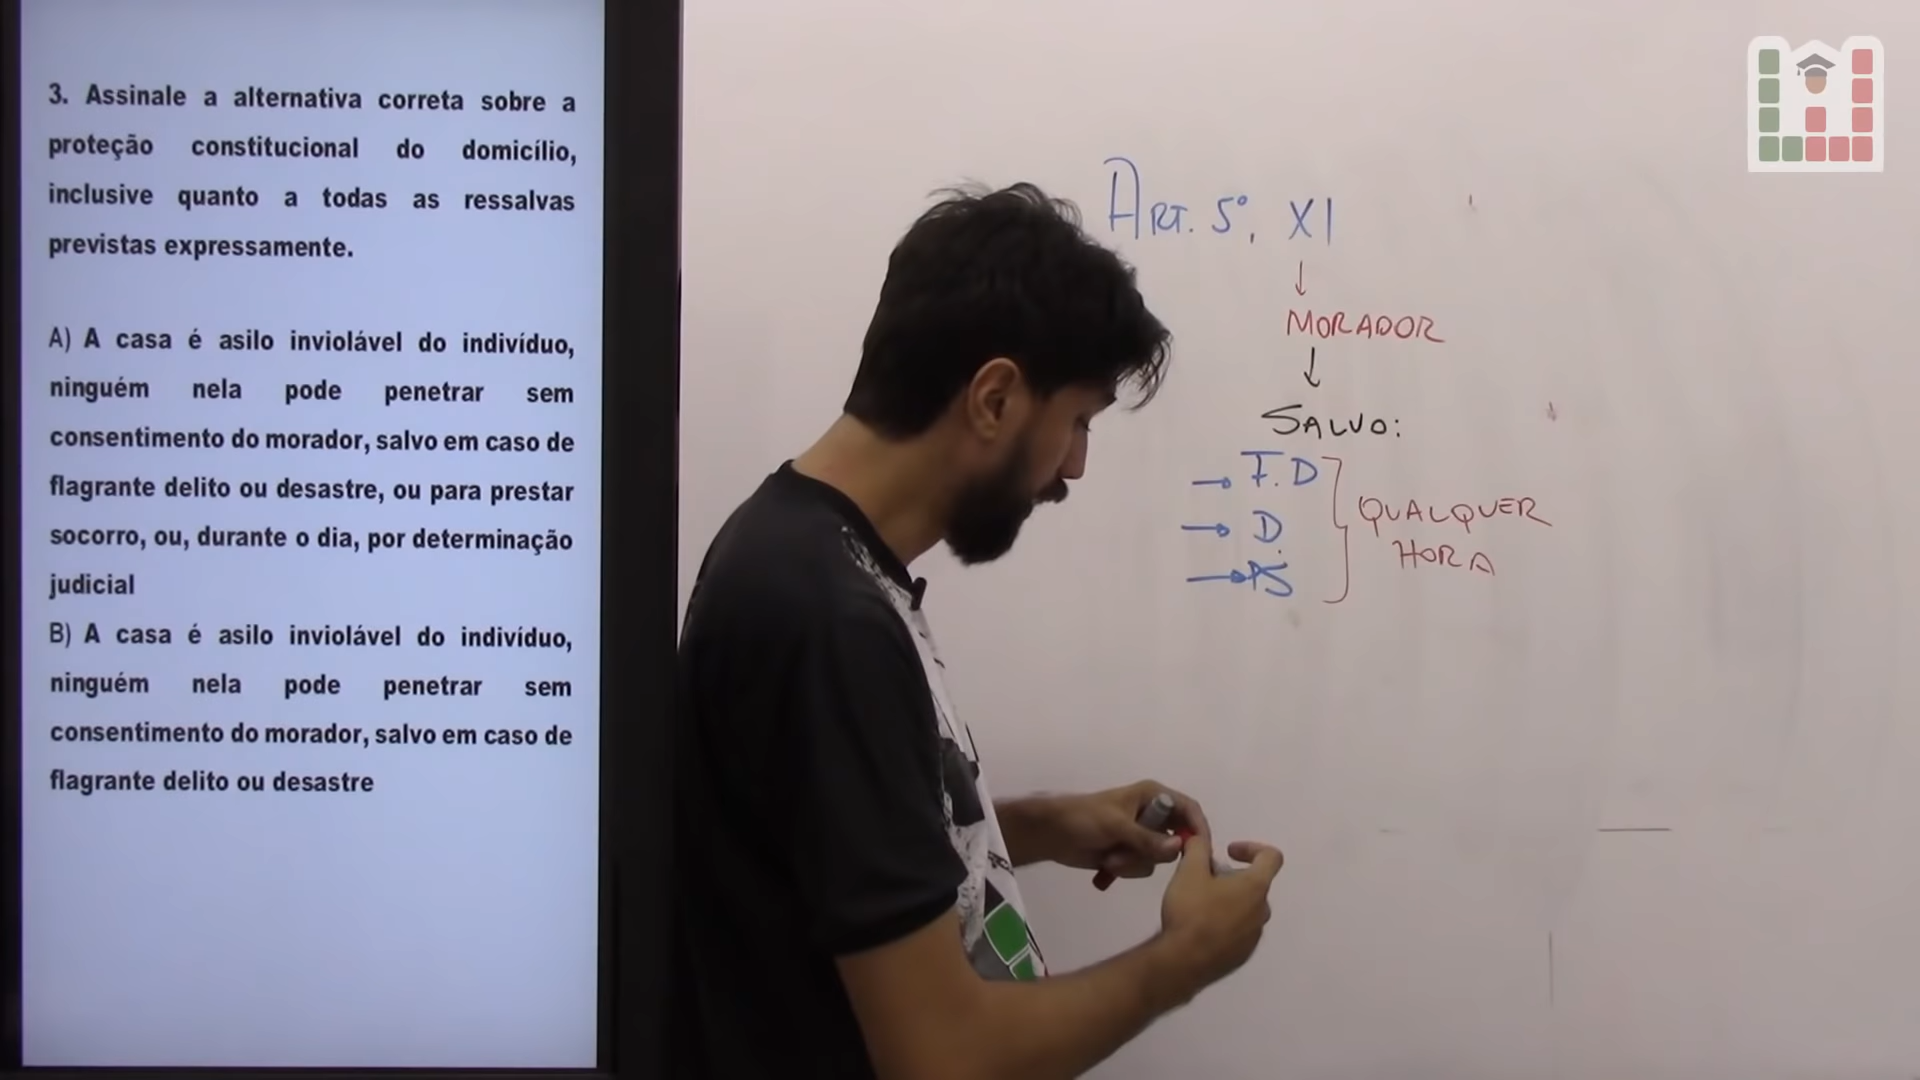 3. Assinale a alternativa correta sobre a
proteção constitucional do domicílio,
inclusive quanto a todas as ressalvas
previstas expressamente.
A) A casa é asilo inviolável do indivíduo,
ninguém nela pode penetrar sem
consentimento do morador, salvo em caso de
flagrante delito ou desastre, ou para prestar
socorro, ou, durante o dia, por determinação
judicial
B) A casa é asilo inviolável do indivíduo,
ninguém nela pode penetrar sem
consentimento do morador, salvo em caso de
flagrante delito ou desastre
ART. 5º, XI
↓
MORADOR
↓
SALVO:
→ F.D
→ D.
→ PS
QUALQUER
HORA